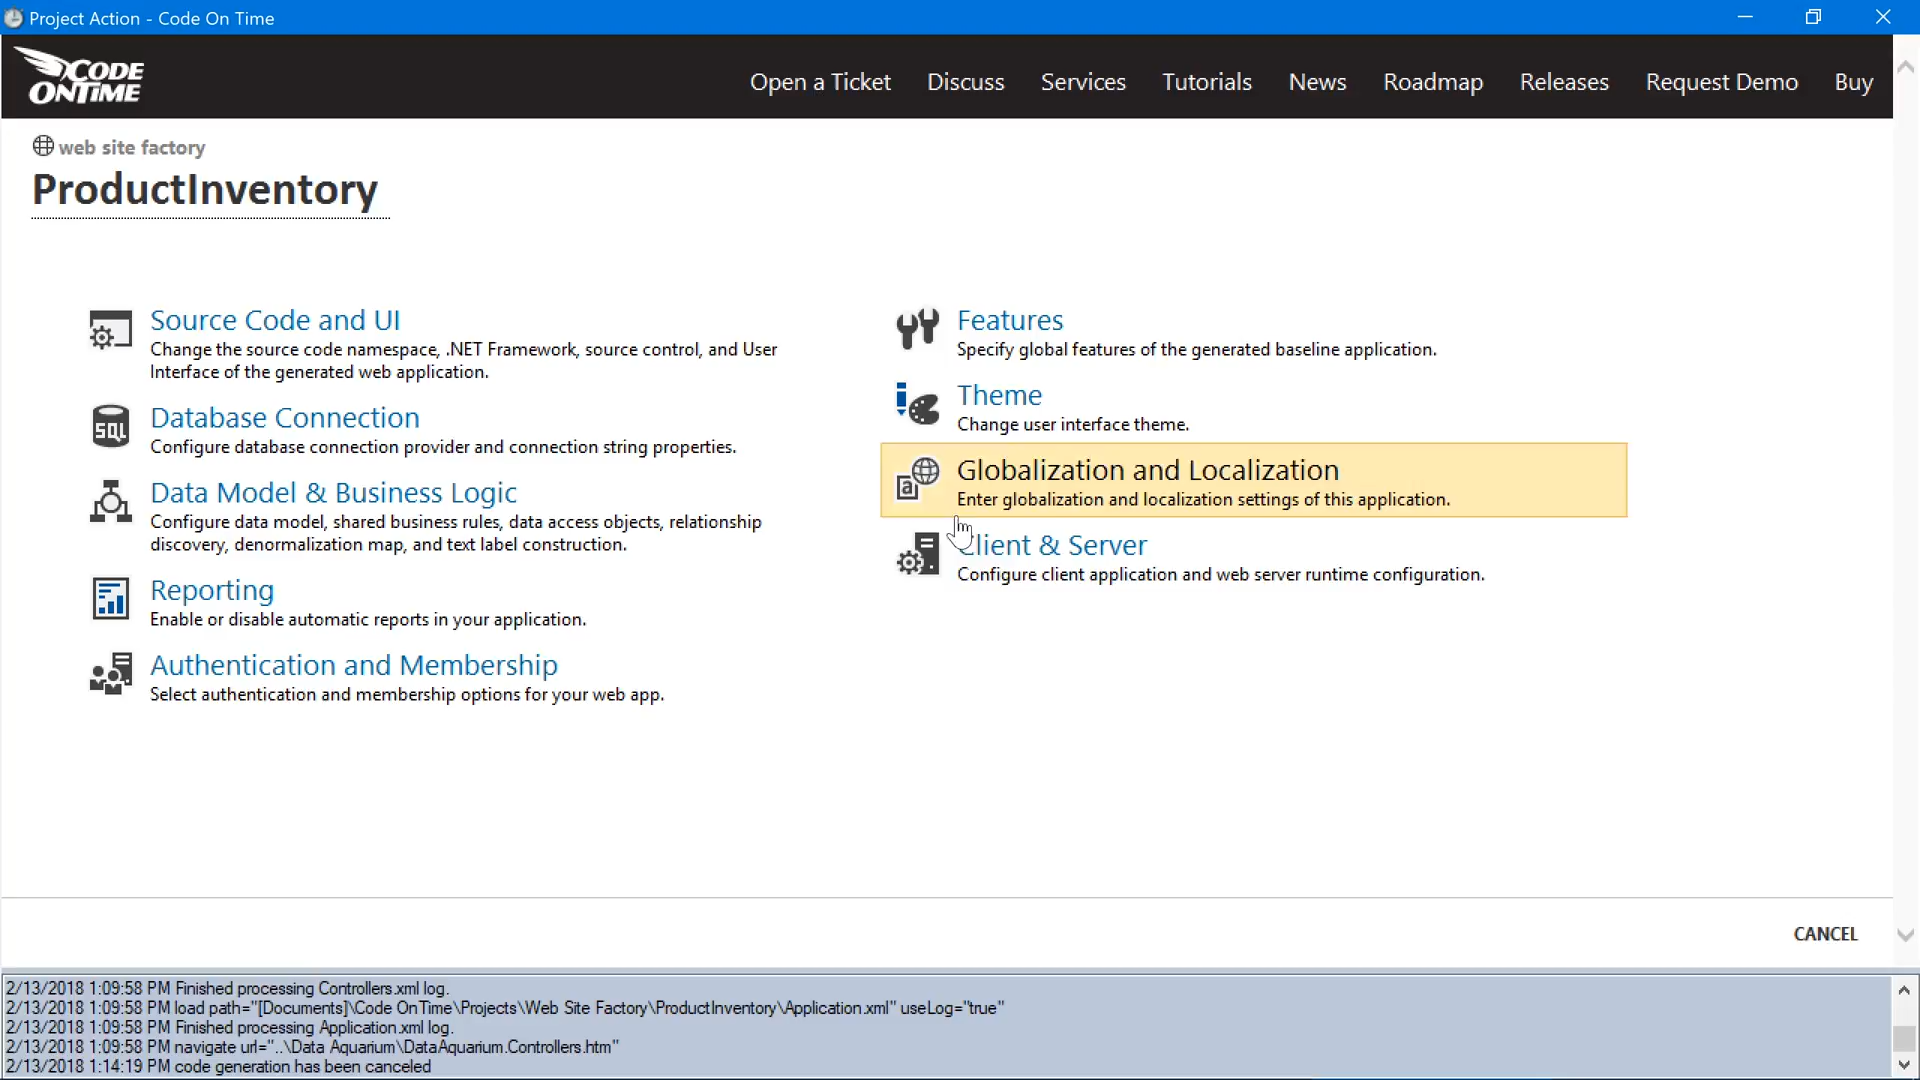 Project Action - Code On Time
CODE
ONTIME
Open a Ticket Discuss Services Tutorials News Roadmap Releases Request Demo Buy
web site factory
ProductInventory
Source Code and UI
Change the source code namespace, .NET Framework, source control, and User
Interface of the generated web application.
Database Connection
SQL
Configure database connection provider and connection string properties.
Data Model & Business Logic
Configure data model, shared business rules, data access objects, relationship
discovery, denormalization map, and text label construction.
Reporting
Enable or disable automatic reports in your application.
Authentication and Membership
Select authentication and membership options for your web app.
Features
Specify global features of the generated baseline application.
Theme
Change user interface theme.
Globalization and Localization
a
Enter globalization and localization settings of this application.
Client & Server
Configure client application and web server runtime configuration.
CANCEL
2/13/2018 1:09:58 PM Finished processing Controllers.xml log.
2/13/2018 1:09:58 PM load path="[Documents]\Code OnTime\Projects\Web Site Factory\ProductInventory\Application.xml" useLog="true"
2/13/2018 1:09:58 PM Finished processing Application.xml log.
2/13/2018 1:09:58 PM navigate url="..\Data Aquarium\DataAquarium.Controllers.htm"
2/13/2018 1:14:19 PM code generation has been canceled